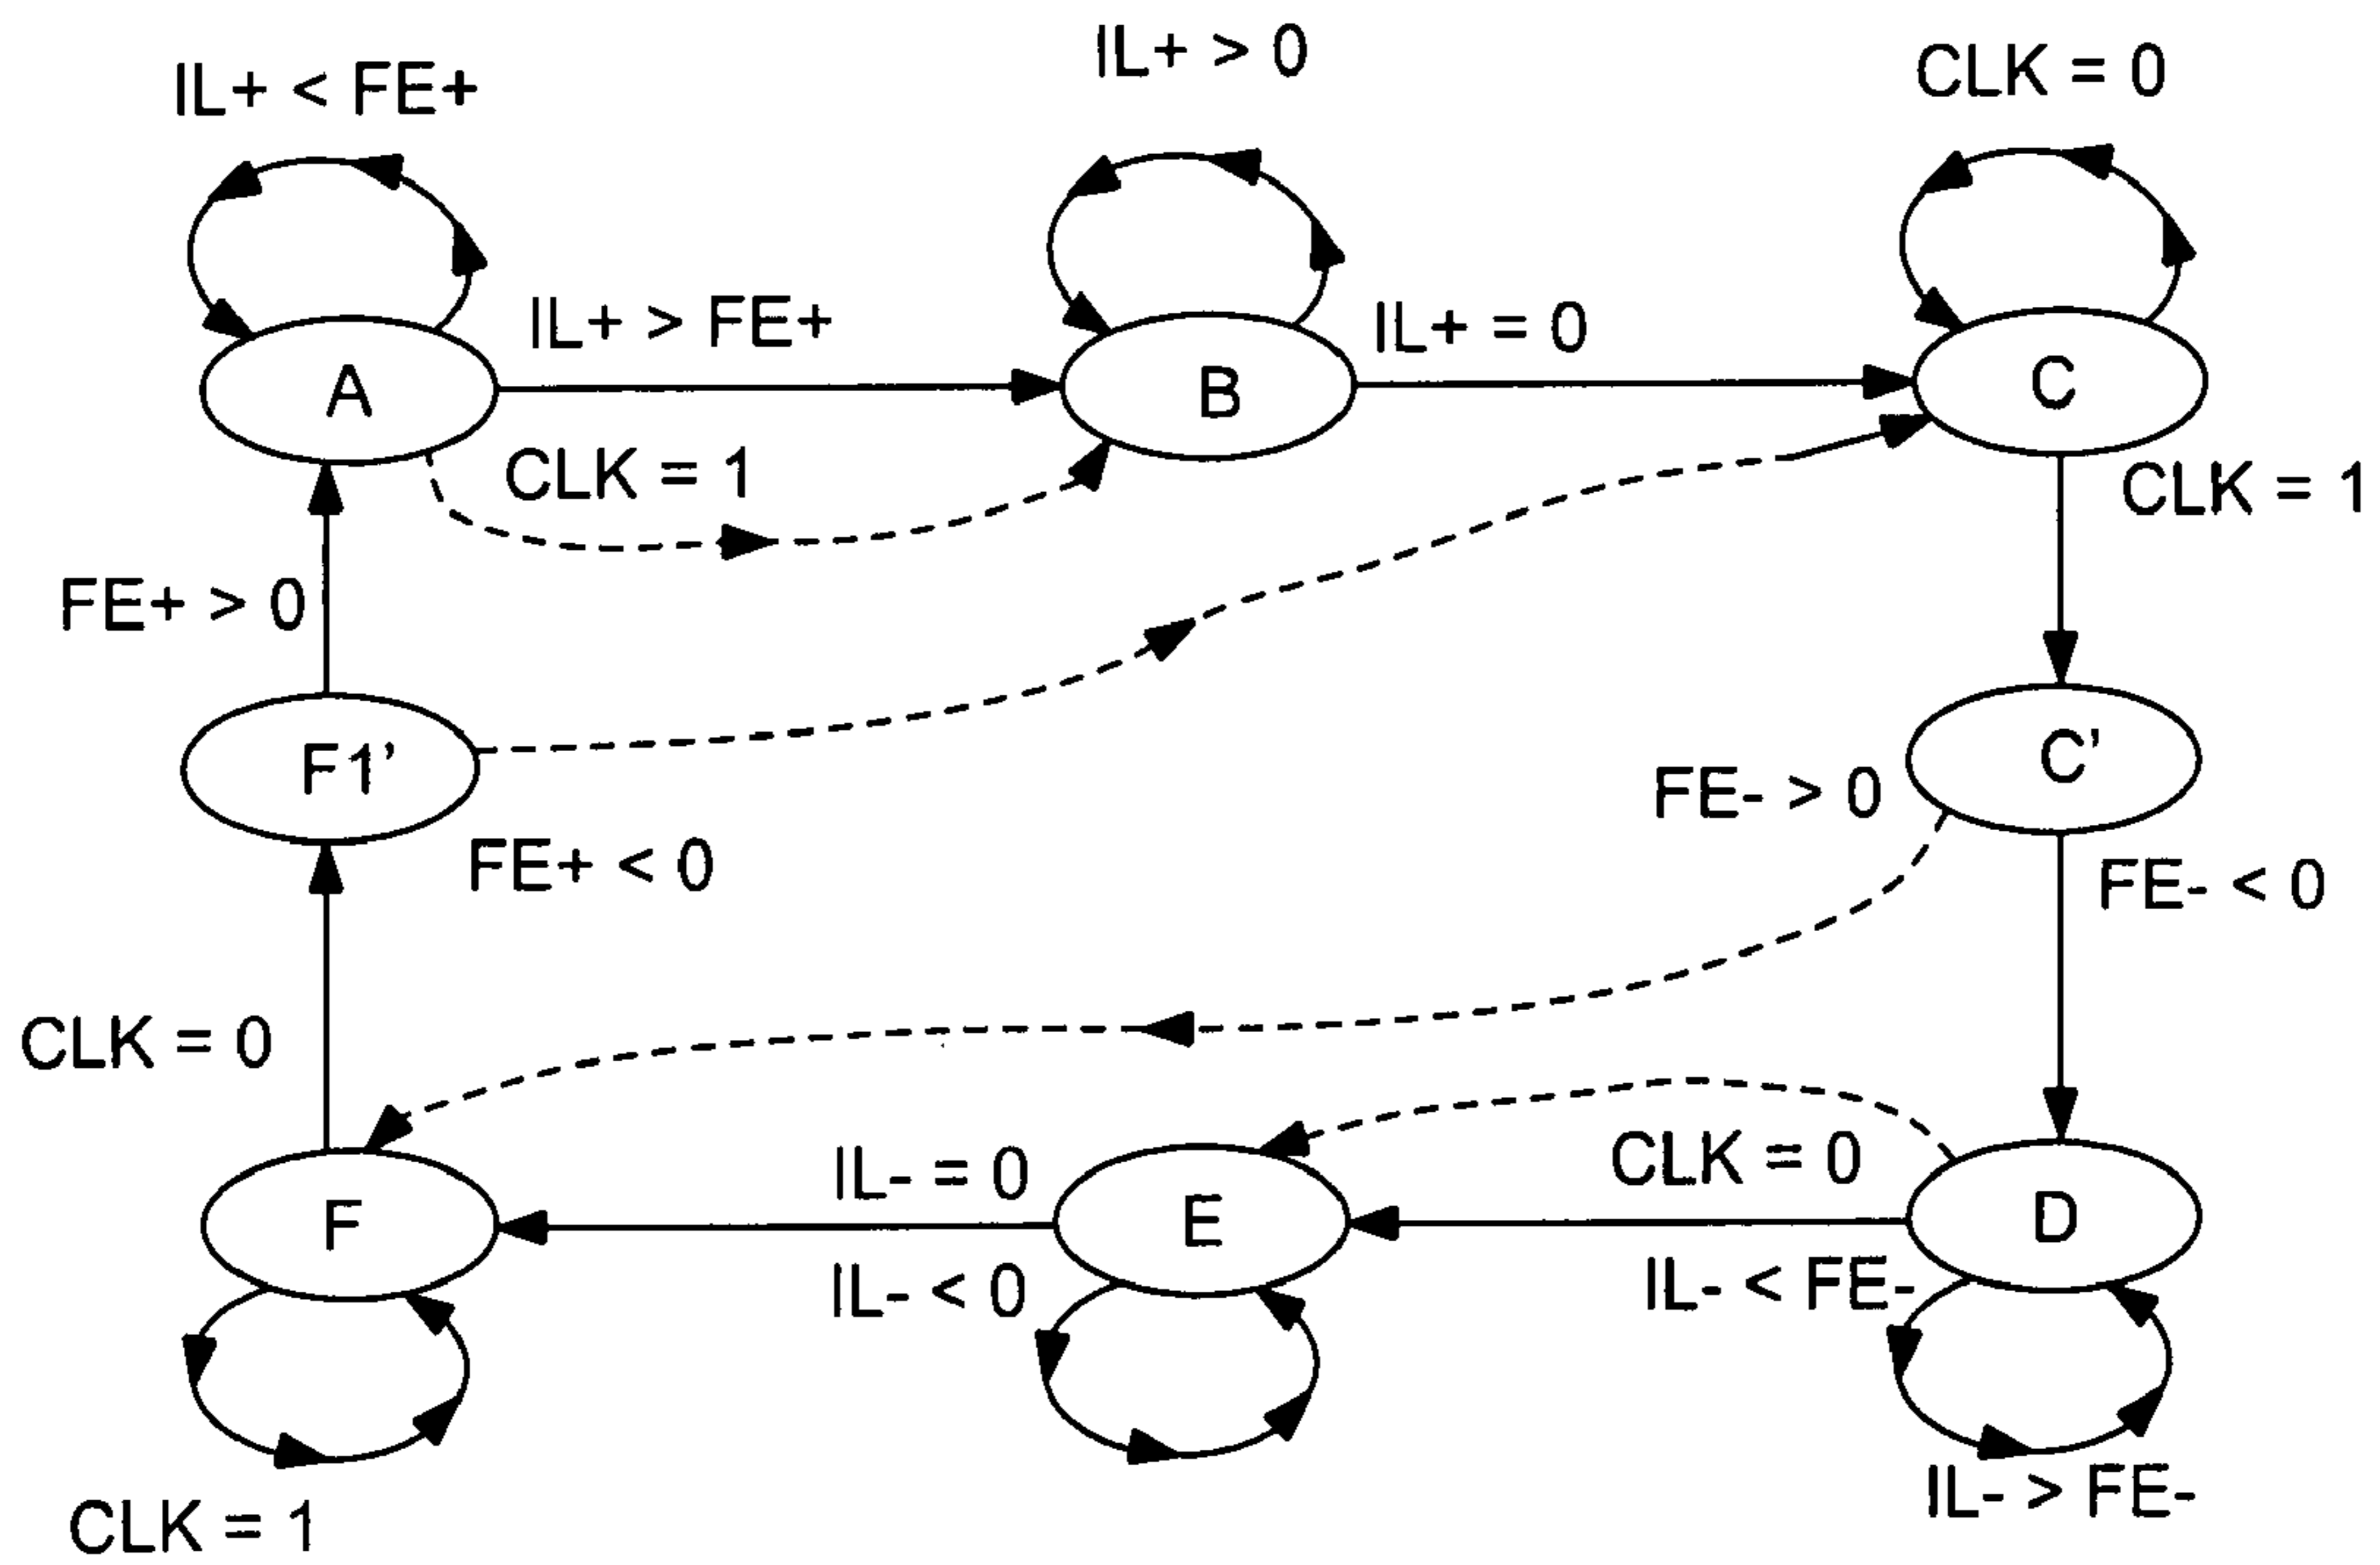 IL+ > 0
CLK = 0
IL+ < FE+
IL+ > FE+
IL+ = 0
A
B
C
CLK = 1
CLK = 1
FE+ > 0
F1’
C'
FE- > 0
FE+ < 0
FE- < 0
CLK = 0
IL- = 0
CLK = 0
F
E
D
IL- < 0
IL- < FE-
CLK = 1
IL- > FE-